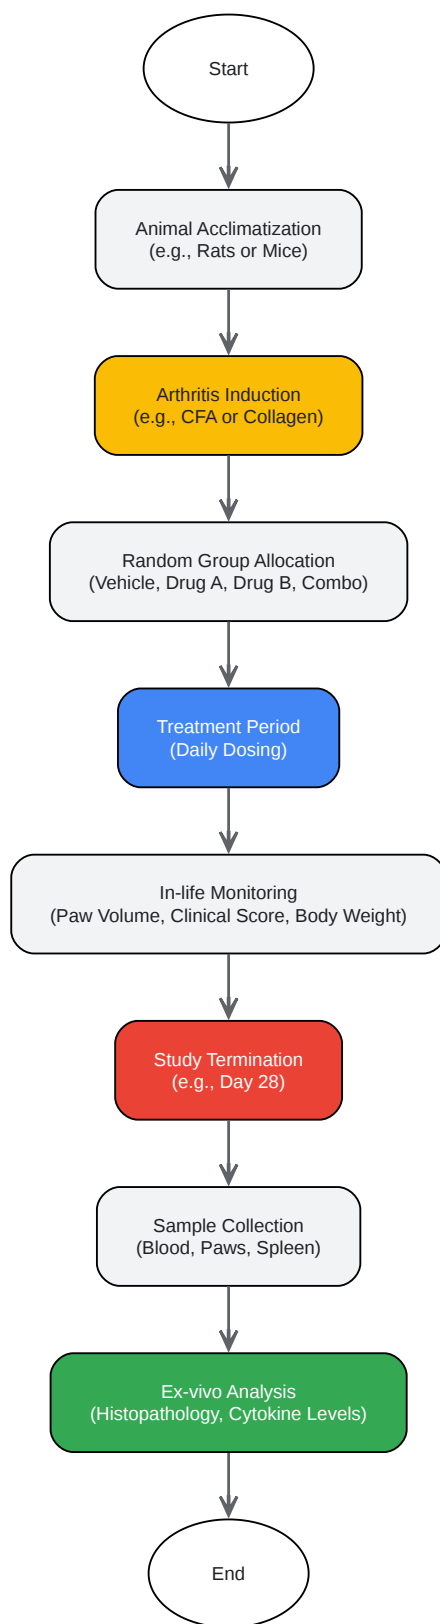 Start
Animal Acclimatization
(e.g., Rats or Mice)
Arthritis Induction
(e.g., CFA or Collagen)
Random Group Allocation
(Vehicle, Drug A, Drug B, Combo)
Treatment Period
(Daily Dosing)
In-life Monitoring
(Paw Volume, Clinical Score, Body Weight)
Study Termination
(e.g., Day 28)
Sample Collection
(Blood, Paws, Spleen)
Ex-vivo Analysis
(Histopathology, Cytokine Levels)
End